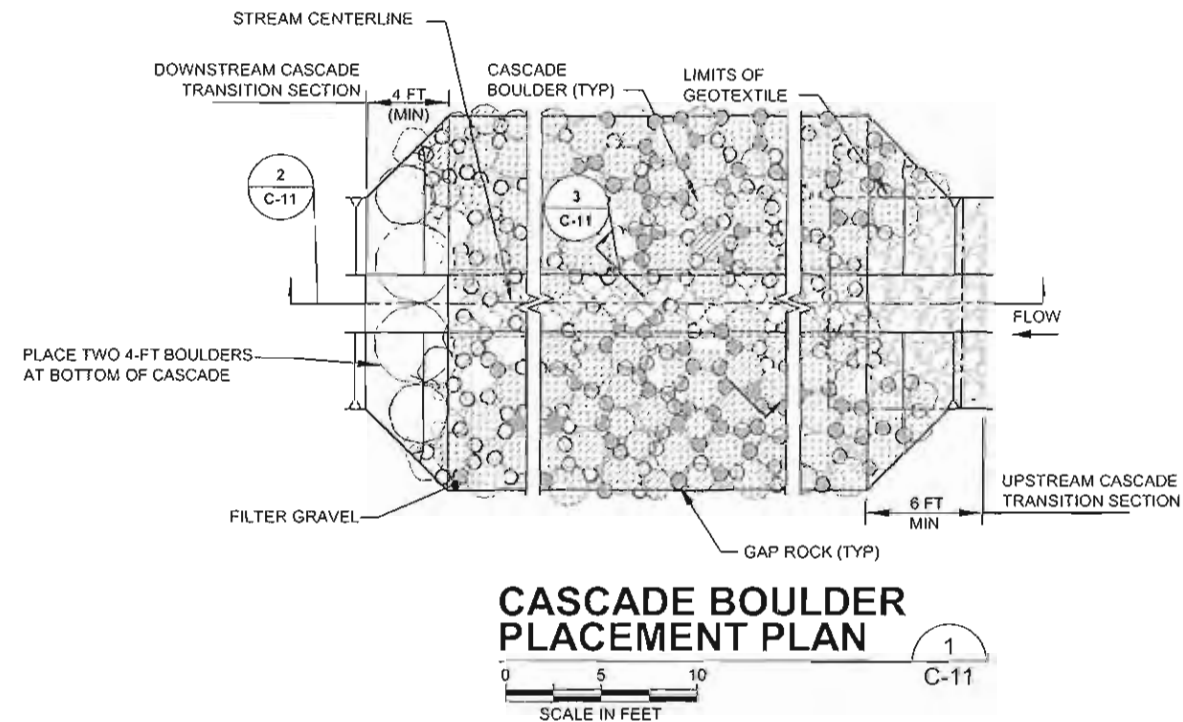 STREAM CENTERLINE
DOWNSTREAM CASCADE
TRANSITION SECTION
4 FT
(MIN)
CASCADE
BOULDER (TYP)
LIMITS OF
GEOTEXTILE
2
C-11
3
C-11
FLOW
PLACE TWO 4-FT BOULDERS
AT BOTTOM OF CASCADE
FILTER GRAVEL
UPSTREAM CASCADE
TRANSITION SECTION
6 FT
MIN
GAP ROCK (TYP)
CASCADE BOULDER
PLACEMENT PLAN
1
C-11
0 5 10
SCALE IN FEET